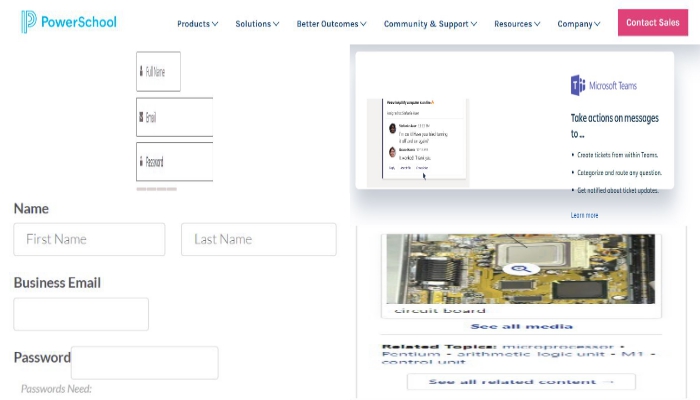 PowerSchool
Products Solutions Better Outcomes Community & Support Resources Company Contact Sales
Full Name
Email
Password
Microsoft Teams
Take actions on messages
to ...
• Create tickets from within Teams.
• Categorize and route any question.
• Get notified about ticket updates.
Learn more
Name
First Name Last Name
Business Email
Password
Passwords Need:
circuit board
See all media
Related Topics: microprocessor •
Pentium • arithmetic logic unit • M1 •
control unit
See all related content →